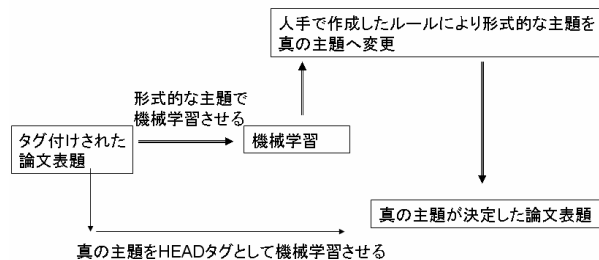 人手で作成したルールにより形式的な主題を
真の主題へ変更
形式的な主題で
機械学習させる
タグ付けされた
論文表題
機械学習
真の主題が決定した論文表題
真の主題をHEADタグとして機械学習させる